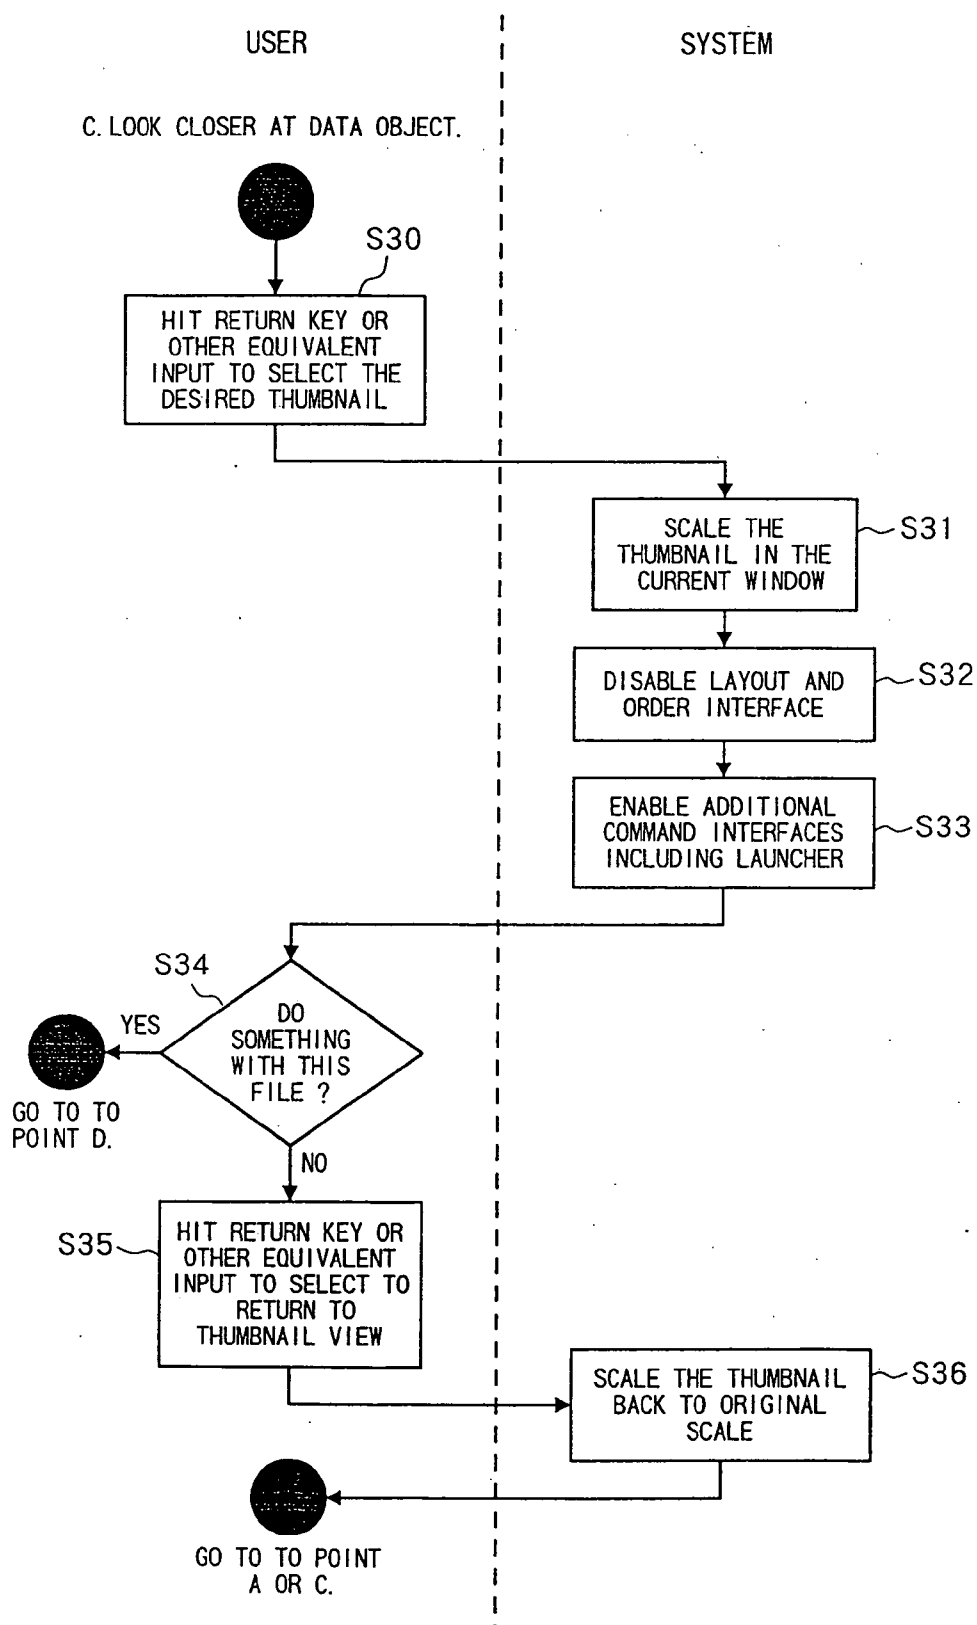 USER
SYSTEM
C. LOOK CLOSER AT DATA OBJECT.
S30
HIT RETURN KEY OR
OTHER EQUIVALENT
INPUT TO SELECT THE
DESIRED THUMBNAIL
SCALE THE
THUMBNAIL IN THE
CURRENT WINDOW
S31
DISABLE LAYOUT AND
ORDER INTERFACE
S32
ENABLE ADDITIONAL
COMMAND INTERFACES
INCLUDING LAUNCHER
S33
S34
DO
SOMETHING
WITH THIS
FILE ?
YES
GO TO TO
POINT D.
NO
S35
HIT RETURN KEY OR
OTHER EQUIVALENT
INPUT TO SELECT TO
RETURN TO
THUMBNAIL VIEW
SCALE THE THUMBNAIL
BACK TO ORIGINAL
SCALE
S36
GO TO TO POINT
A OR C.